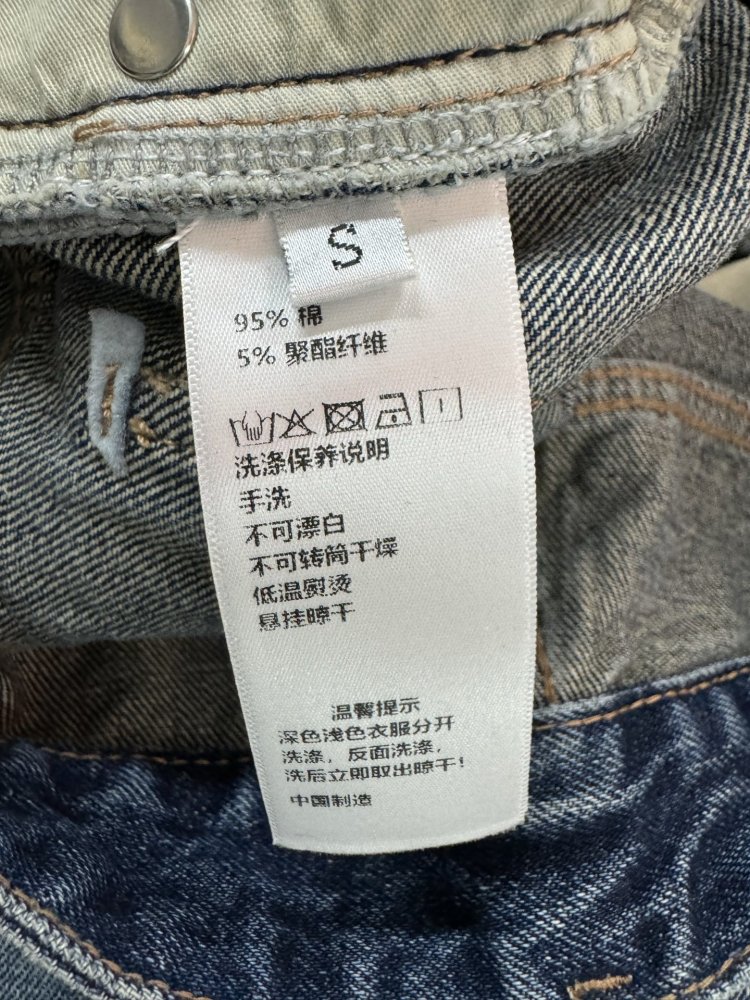 S
95% 棉
5% 聚酯纤维
洗涤保养说明
手洗
不可漂白
不可转筒干燥
低温熨烫
悬挂晾干
温馨提示
深色浅色衣服分开
洗涤，反面洗涤，
洗后立即取出晾干！
中国制造